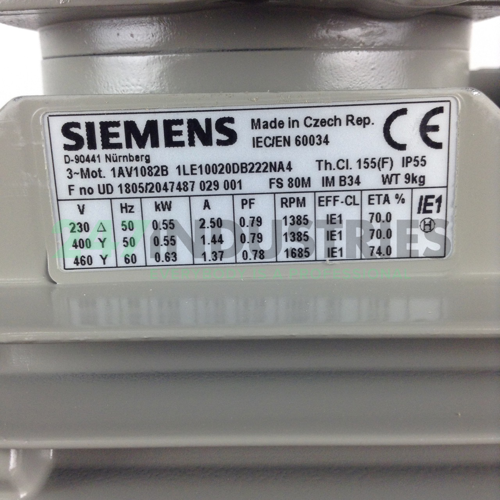 SIEMENS Made in Czech Rep. CE
D-90441 Nürnberg IEC/EN 60034
3~Mot. 1AV1082B 1LE10020DB222NA4 Th.Cl. 155(F) IP55
F no UD 1805/2047487 029 001 FS 80M IM B34 WT 9kg
V Hz kW A PF RPM EFF-CL ETA % IE1
230 Δ 50 0.55 2.50 0.79 1385 IE1 70.0
400 Y 50 0.55 1.44 0.79 1385 IE1 70.0
460 Y 60 0.63 1.37 0.78 1685 IE1 74.0
247INDUSTRIES